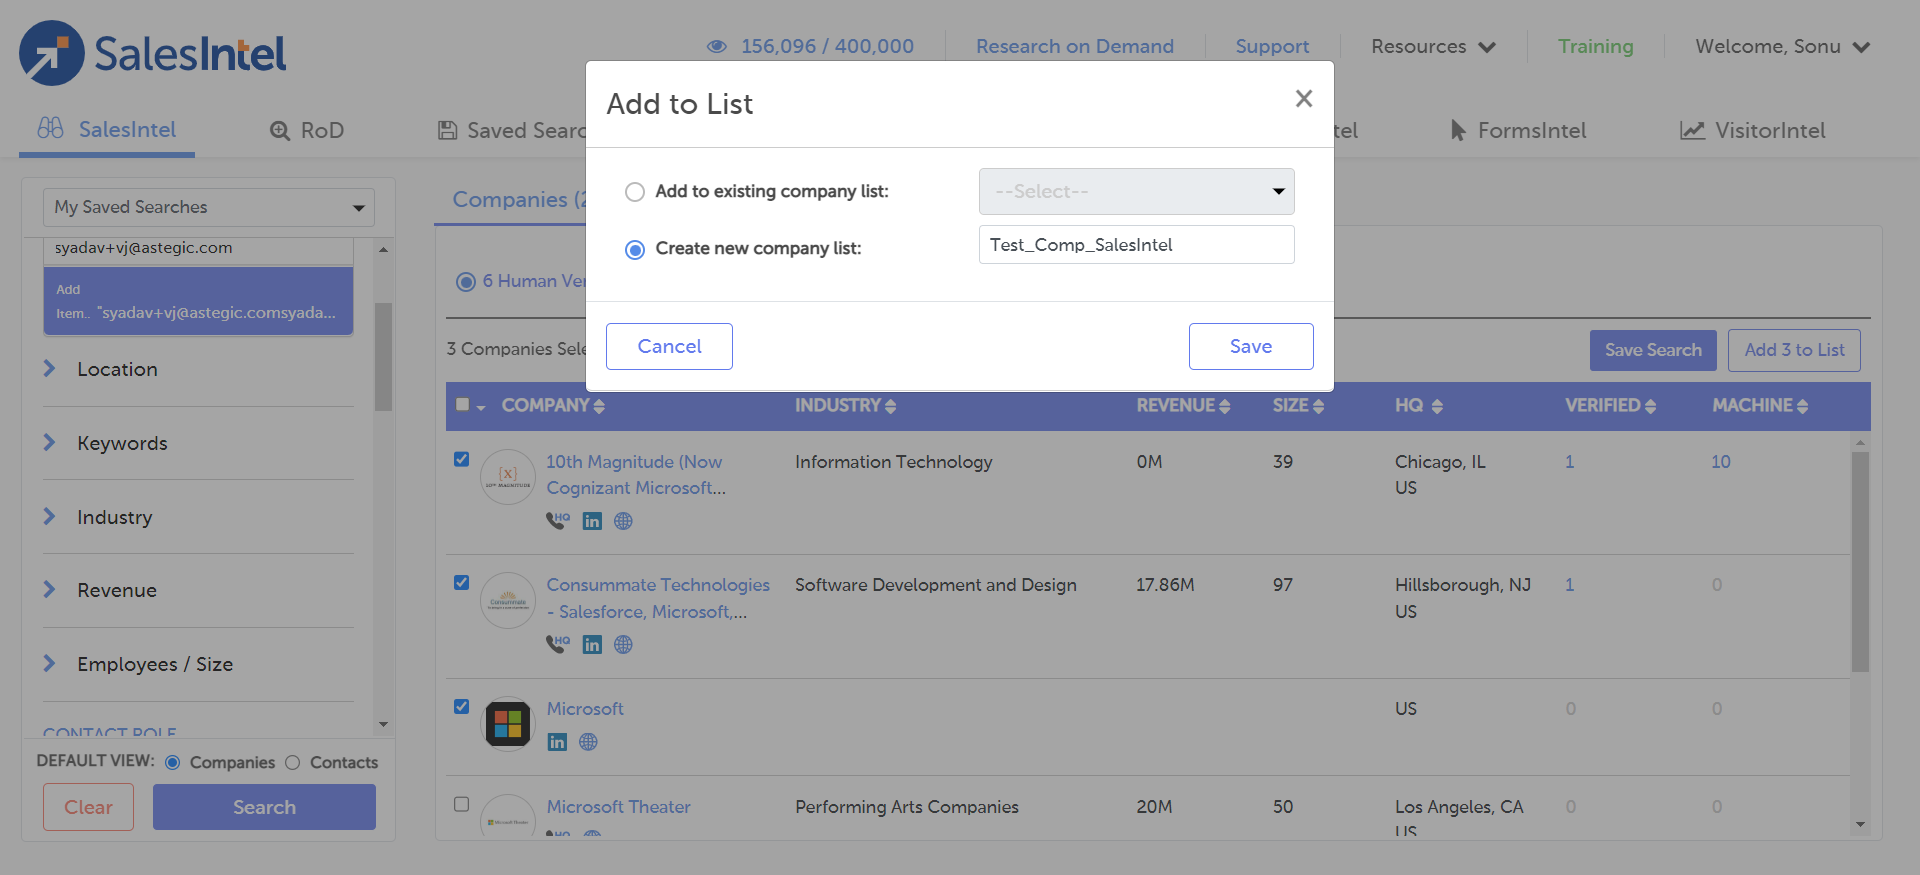 SalesIntel
156,096 / 400,000
Research on Demand
Support
Resources
Training
Welcome, Sonu
SalesIntel
RoD
Saved Searc
tel
FormsIntel
VisitorIntel
Add to List
Add to existing company list:
--Select--
Create new company list:
Test_Comp_SalesIntel
Cancel
Save
My Saved Searches
syadav+vj@astegic.com
Add
Item.. "syadav+vj@astegic.comsyada...
Location
Keywords
Industry
Revenue
Employees / Size
CONTACT ROLE
DEFAULT VIEW: Companies Contacts
Clear
Search
Companies (2
6 Human Ver
3 Companies Sele
Save Search
Add 3 to List
COMPANY INDUSTRY REVENUE SIZE HQ VERIFIED MACHINE
10th Magnitude (Now Information Technology 0M 39 Chicago, IL 1 10
Cognizant Microsoft... US
HQ
Consummate Technologies Software Development and Design 17.86M 97 Hillsborough, NJ 1 0
- Salesforce, Microsoft,... US
HQ
Microsoft US 0 0
Microsoft Theater Performing Arts Companies 20M 50 Los Angeles, CA 0 0
HQ US